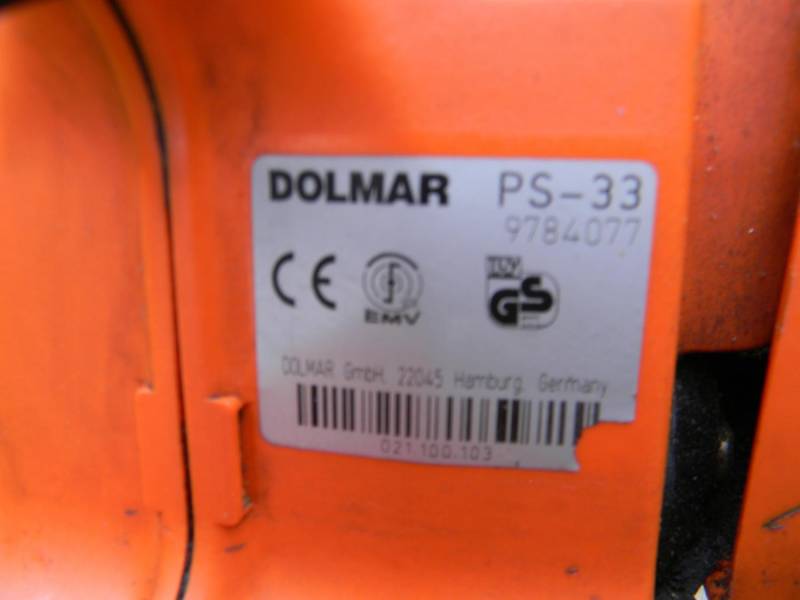 DOLMAR PS-33
9784077
CE EMV TÜV GS
DOLMAR GmbH, 22045 Hamburg, Germany
021.100.103